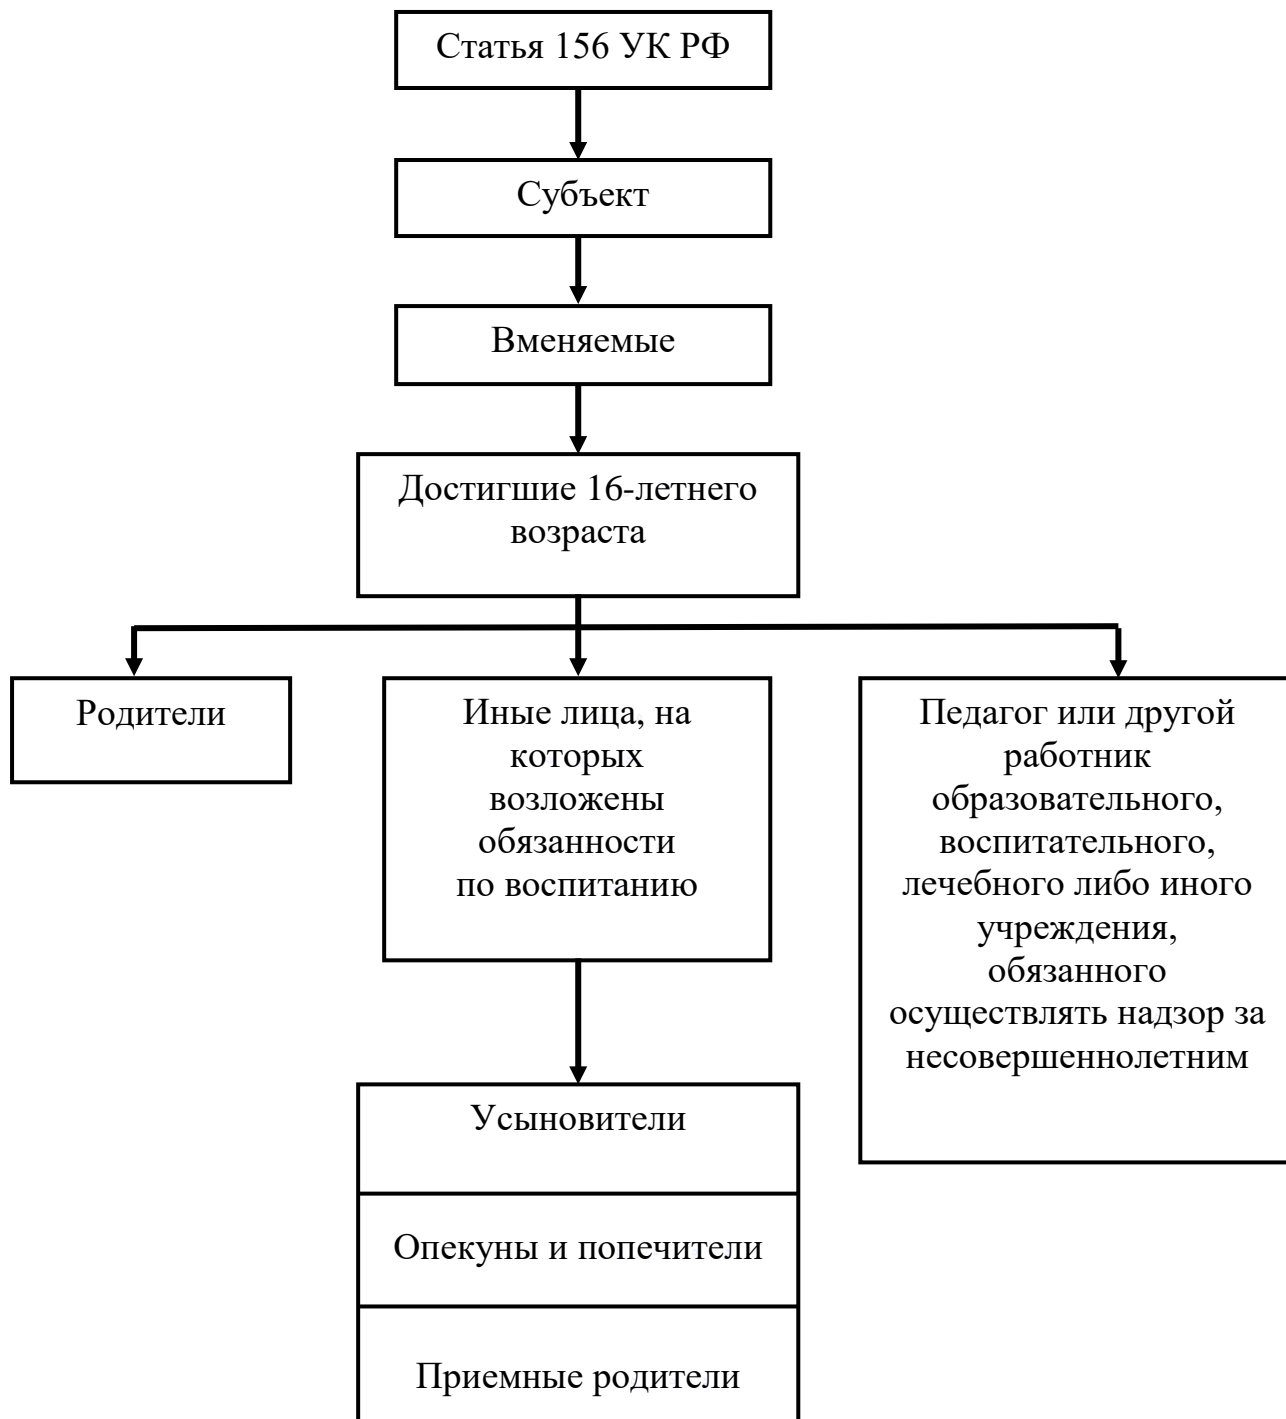 Статья 156 УК РФ
Субъект
Вменяемые
Достигшие 16-летнего
возраста
Родители
Иные лица, на
которых
возложены
обязанности
по воспитанию
Педагог или другой
работник
образовательного,
воспитательного,
лечебного либо иного
учреждения,
обязанного
осуществлять надзор за
несовершеннолетним
Усыновители
Опекуны и попечители
Приемные родители